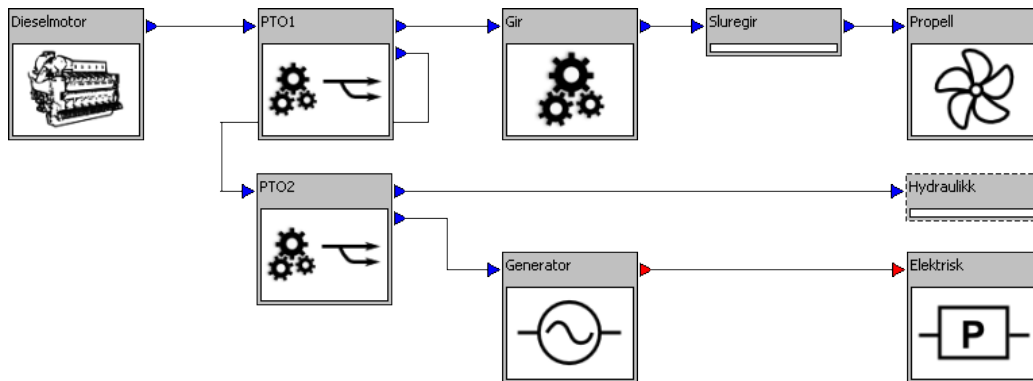 Dieselmotor
PTO1
Gir
Sluregir
Propell
PTO2
Hydraulikk
Generator
Elektrisk
P